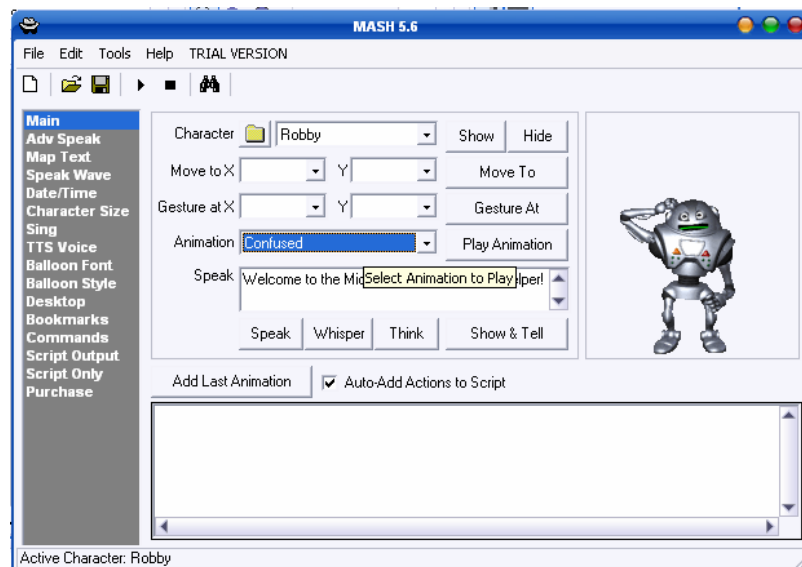 MASH 5.6
File Edit Tools Help TRIAL VERSION
Main
Adv Speak
Map Text
Speak Wave
Date/Time
Character Size
Sing
TTS Voice
Balloon Font
Balloon Style
Desktop
Bookmarks
Commands
Script Output
Script Only
Purchase
Character Robby Show Hide
Move to X Y Move To
Gesture at X Y Gesture At
Animation Confused Play Animation
Speak Welcome to the Mic elper!
Select Animation to Play
Speak Whisper Think Show & Tell
Add Last Animation Auto-Add Actions to Script
Active Character: Robby